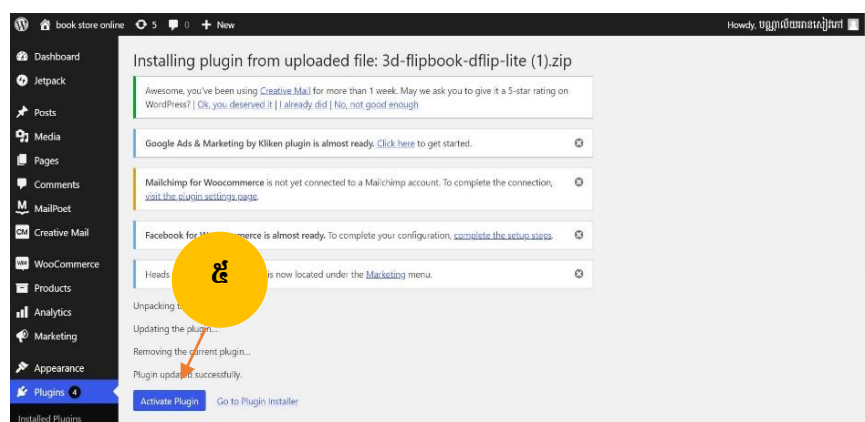 book store online 5 0 + New
Howdy, បណ្ណាល័យអនសៀវភៅ
Dashboard
Jetpack
Posts
Media
Pages
Comments
MailPoet
Creative Mail
WooCommerce
Products
Analytics
Marketing
Appearance
Plugins 4
Installed Plugins
Installing plugin from uploaded file: 3d-flipbook-dflip-lite (1).zip
Awesome, you've been using Creative Mail for more than 1 week. May we ask you to give it a 5-star rating on
WordPress? | Ok, you deserved it | I already did | No, not good enough
Google Ads & Marketing by Kliken plugin is almost ready. Click here to get started.
Mailchimp for Woocommerce is not yet connected to a Mailchimp account. To complete the connection,
visit the plugin settings page.
Facebook for WooCommerce is almost ready. To complete your configuration, complete the setup steps.
Heads is now located under the Marketing menu.
៥
Unpacking t
Updating the plugin...
Removing the current plugin...
Plugin updated successfully.
Activate Plugin Go to Plugin Installer